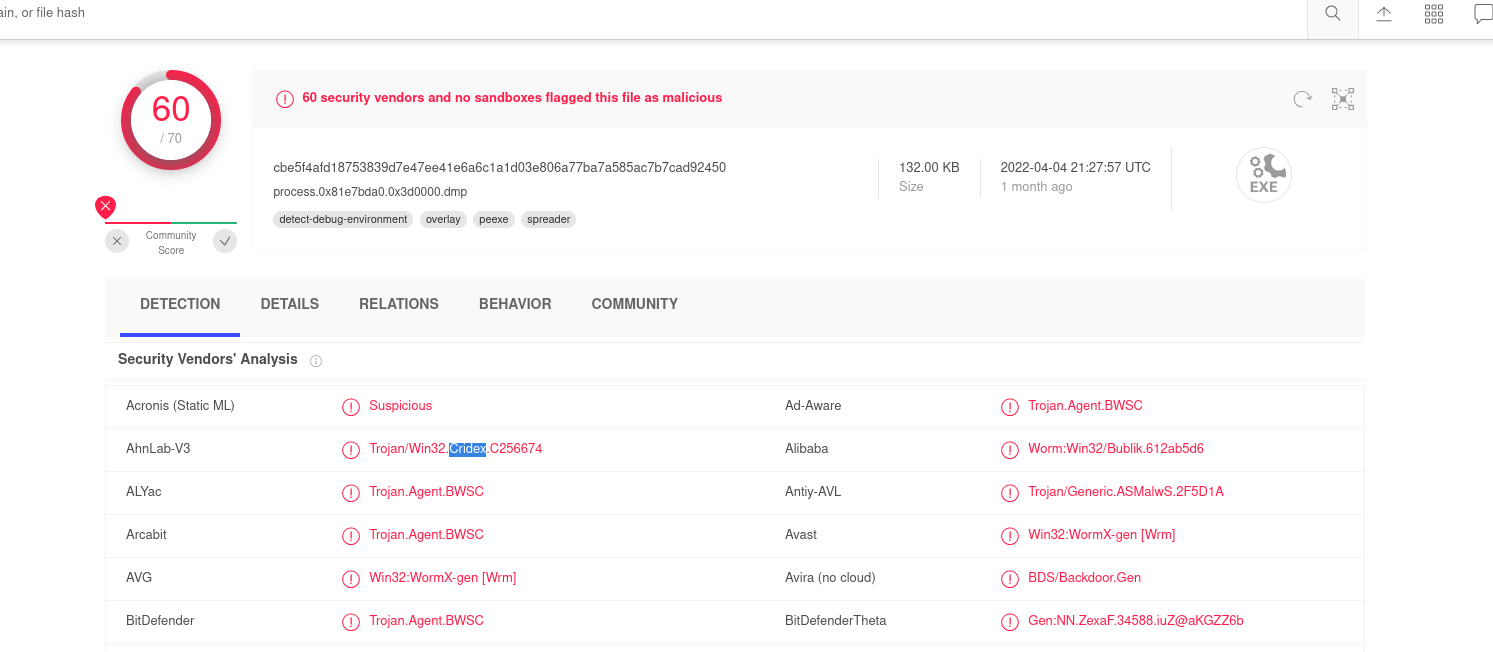 ain, or file hash
60
/ 70
60 security vendors and no sandboxes flagged this file as malicious
cbe5f4afd18753839d7e47ee41e6a6c1a1d03e806a77ba7a585ac7b7cad92450
process.0x81e7bda0.0x3d0000.dmp
detect-debug-environment overlay peexe spreader
132.00 KB
Size
2022-04-04 21:27:57 UTC
1 month ago
EXE
Community
Score
DETECTION DETAILS RELATIONS BEHAVIOR COMMUNITY
Security Vendors' Analysis
Acronis (Static ML) Suspicious Ad-Aware Trojan.Agent.BWSC
AhnLab-V3 Trojan/Win32.Cridex.C256674 Alibaba Worm:Win32/Bublik.612ab5d6
ALYac Trojan.Agent.BWSC Antiy-AVL Trojan/Generic.ASMalwS.2F5D1A
Arcabit Trojan.Agent.BWSC Avast Win32:WormX-gen [Wrm]
AVG Win32:WormX-gen [Wrm] Avira (no cloud) BDS/Backdoor.Gen
BitDefender Trojan.Agent.BWSC BitDefenderTheta Gen:NN.ZexaF.34588.iuZ@aKGZZ6b